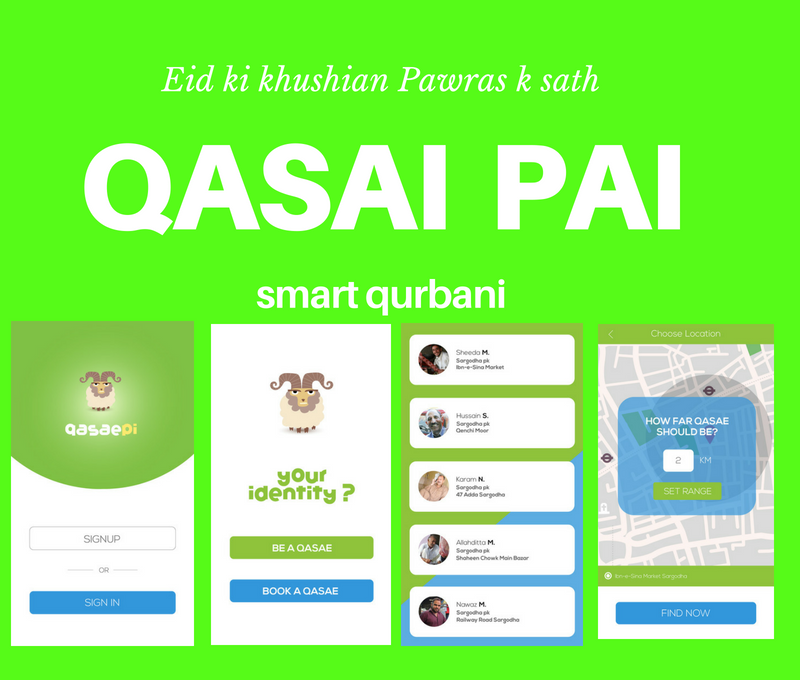 Eid ki khushian Pawras k sath
QASAI PAI
smart qurbani
qasaepi
SIGNUP
OR
SIGN IN
your
identity ?
BE A QASAE
BOOK A QASAE
Sheeda M.
Sargodha pk
Ibn-e-Sina Market
Hussain S.
Sargodha pk
Qenchi Moor
Karam N.
Sargodha pk
47 Adda Sargodha
Allahditta M.
Sargodha pk
Shaheen Chowk Main Bazar
Nawaz M.
Sargodha pk
Railway Road Sargodha
Choose Location
HOW FAR QASAE
SHOULD BE?
2 KM
SET RANGE
Ibn-e-Sina Market Sargodha
FIND NOW